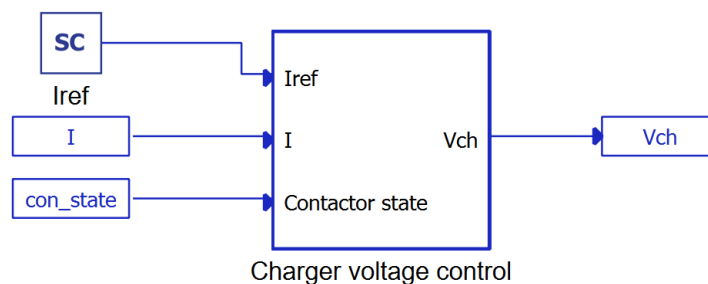 SC
Iref
I
con_state
Iref
I
Contactor state
Vch
Vch
Charger voltage control